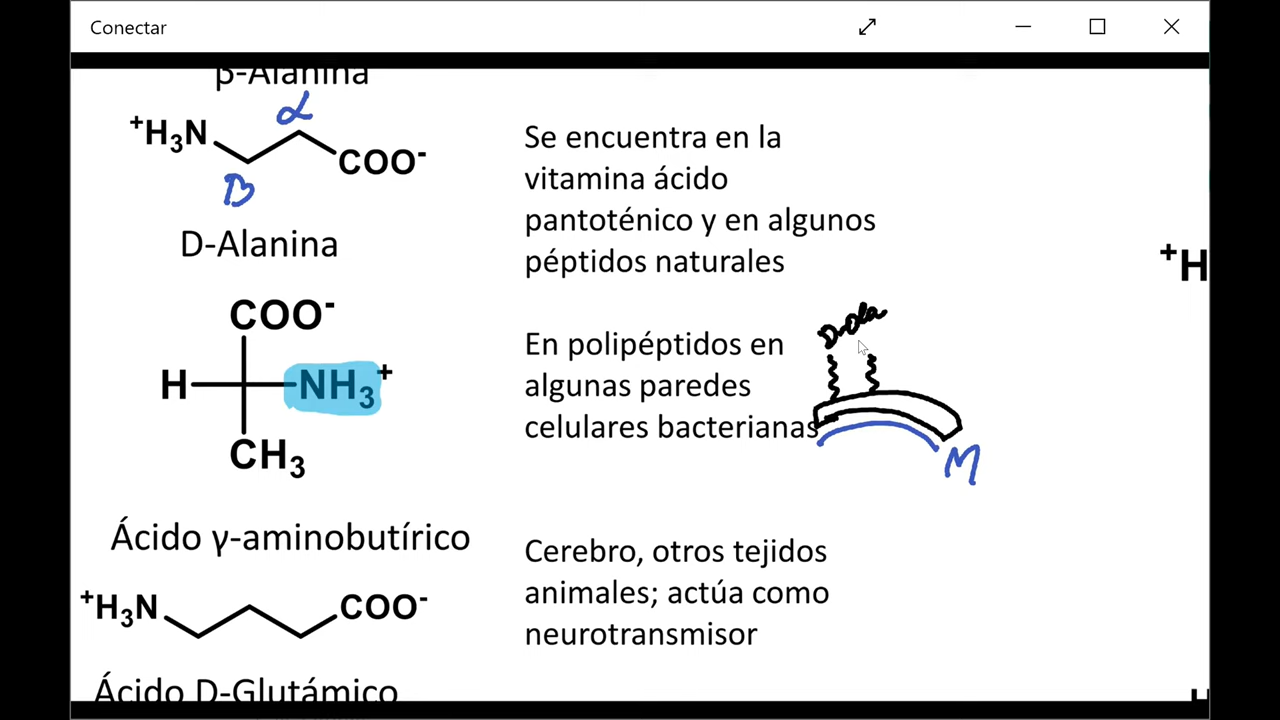 Conectar
β-Alanina
α
⁺H₃N COO⁻
β
Se encuentra en la
vitamina ácido
pantoténico y en algunos
péptidos naturales
⁺H
D-Alanina
COO⁻
H NH₃⁺
CH₃
En polipéptidos en
algunas paredes
celulares bacterianas
D-Ala
M
Ácido γ-aminobutírico
⁺H₃N COO⁻
Cerebro, otros tejidos
animales; actúa como
neurotransmisor
Ácido D-Glutámico
H